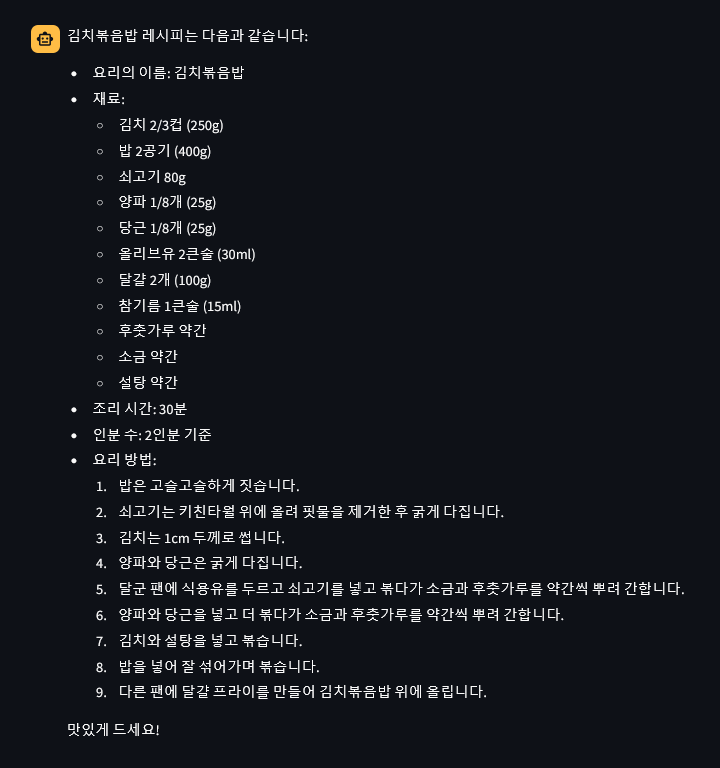 김치볶음밥 레시피는 다음과 같습니다:
• 요리의 이름: 김치볶음밥
• 재료:
○ 김치 2/3컵 (250g)
○ 밥 2공기 (400g)
○ 쇠고기 80g
○ 양파 1/8개 (25g)
○ 당근 1/8개 (25g)
○ 올리브유 2큰술 (30ml)
○ 달걀 2개 (100g)
○ 참기름 1큰술 (15ml)
○ 후춧가루 약간
○ 소금 약간
○ 설탕 약간
• 조리 시간: 30분
• 인분 수: 2인분 기준
• 요리 방법:
1. 밥은 고슬고슬하게 짓습니다.
2. 쇠고기는 키친타월 위에 올려 핏물을 제거한 후 굵게 다집니다.
3. 김치는 1cm 두께로 썹니다.
4. 양파와 당근은 굵게 다집니다.
5. 달군 팬에 식용유를 두르고 쇠고기를 넣고 볶다가 소금과 후춧가루를 약간씩 뿌려 간합니다.
6. 양파와 당근을 넣고 더 볶다가 소금과 후춧가루를 약간씩 뿌려 간합니다.
7. 김치와 설탕을 넣고 볶습니다.
8. 밥을 넣어 잘 섞어가며 볶습니다.
9. 다른 팬에 달걀 프라이를 만들어 김치볶음밥 위에 올립니다.
맛있게 드세요!